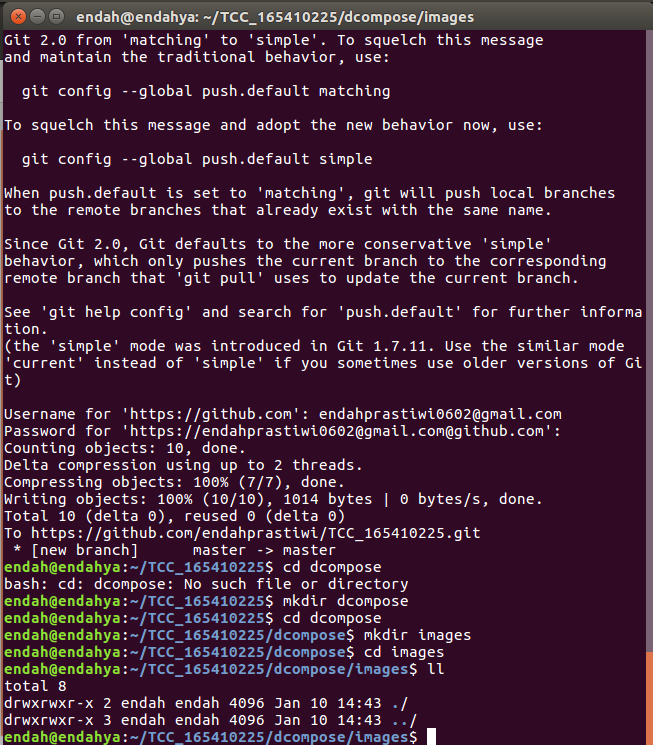 endah@endahya: ~/TCC_165410225/dcompose/images
Git 2.0 from 'matching' to 'simple'. To squelch this message
and maintain the traditional behavior, use:
git config --global push.default matching
To squelch this message and adopt the new behavior now, use:
git config --global push.default simple
When push.default is set to 'matching', git will push local branches
to the remote branches that already exist with the same name.
Since Git 2.0, Git defaults to the more conservative 'simple'
behavior, which only pushes the current branch to the corresponding
remote branch that 'git pull' uses to update the current branch.
See 'git help config' and search for 'push.default' for further informa
tion.
(the 'simple' mode was introduced in Git 1.7.11. Use the similar mode
'current' instead of 'simple' if you sometimes use older versions of Gi
t)
Username for 'https://github.com': endahprastiwi0602@gmail.com
Password for 'https://endahprastiwi0602@gmail.com@github.com':
Counting objects: 10, done.
Delta compression using up to 2 threads.
Compressing objects: 100% (7/7), done.
Writing objects: 100% (10/10), 1014 bytes | 0 bytes/s, done.
Total 10 (delta 0), reused 0 (delta 0)
To https://github.com/endahprastiwi/TCC_165410225.git
* [new branch]      master -> master
endah@endahya:~/TCC_165410225$ cd dcompose
bash: cd: dcompose: No such file or directory
endah@endahya:~/TCC_165410225$ mkdir dcompose
endah@endahya:~/TCC_165410225$ cd dcompose
endah@endahya:~/TCC_165410225/dcompose$ mkdir images
endah@endahya:~/TCC_165410225/dcompose$ cd images
endah@endahya:~/TCC_165410225/dcompose/images$ ll
total 8
drwxrwxr-x 2 endah endah 4096 Jan 10 14:43 ./
drwxrwxr-x 3 endah endah 4096 Jan 10 14:43 ../
endah@endahya:~/TCC_165410225/dcompose/images$